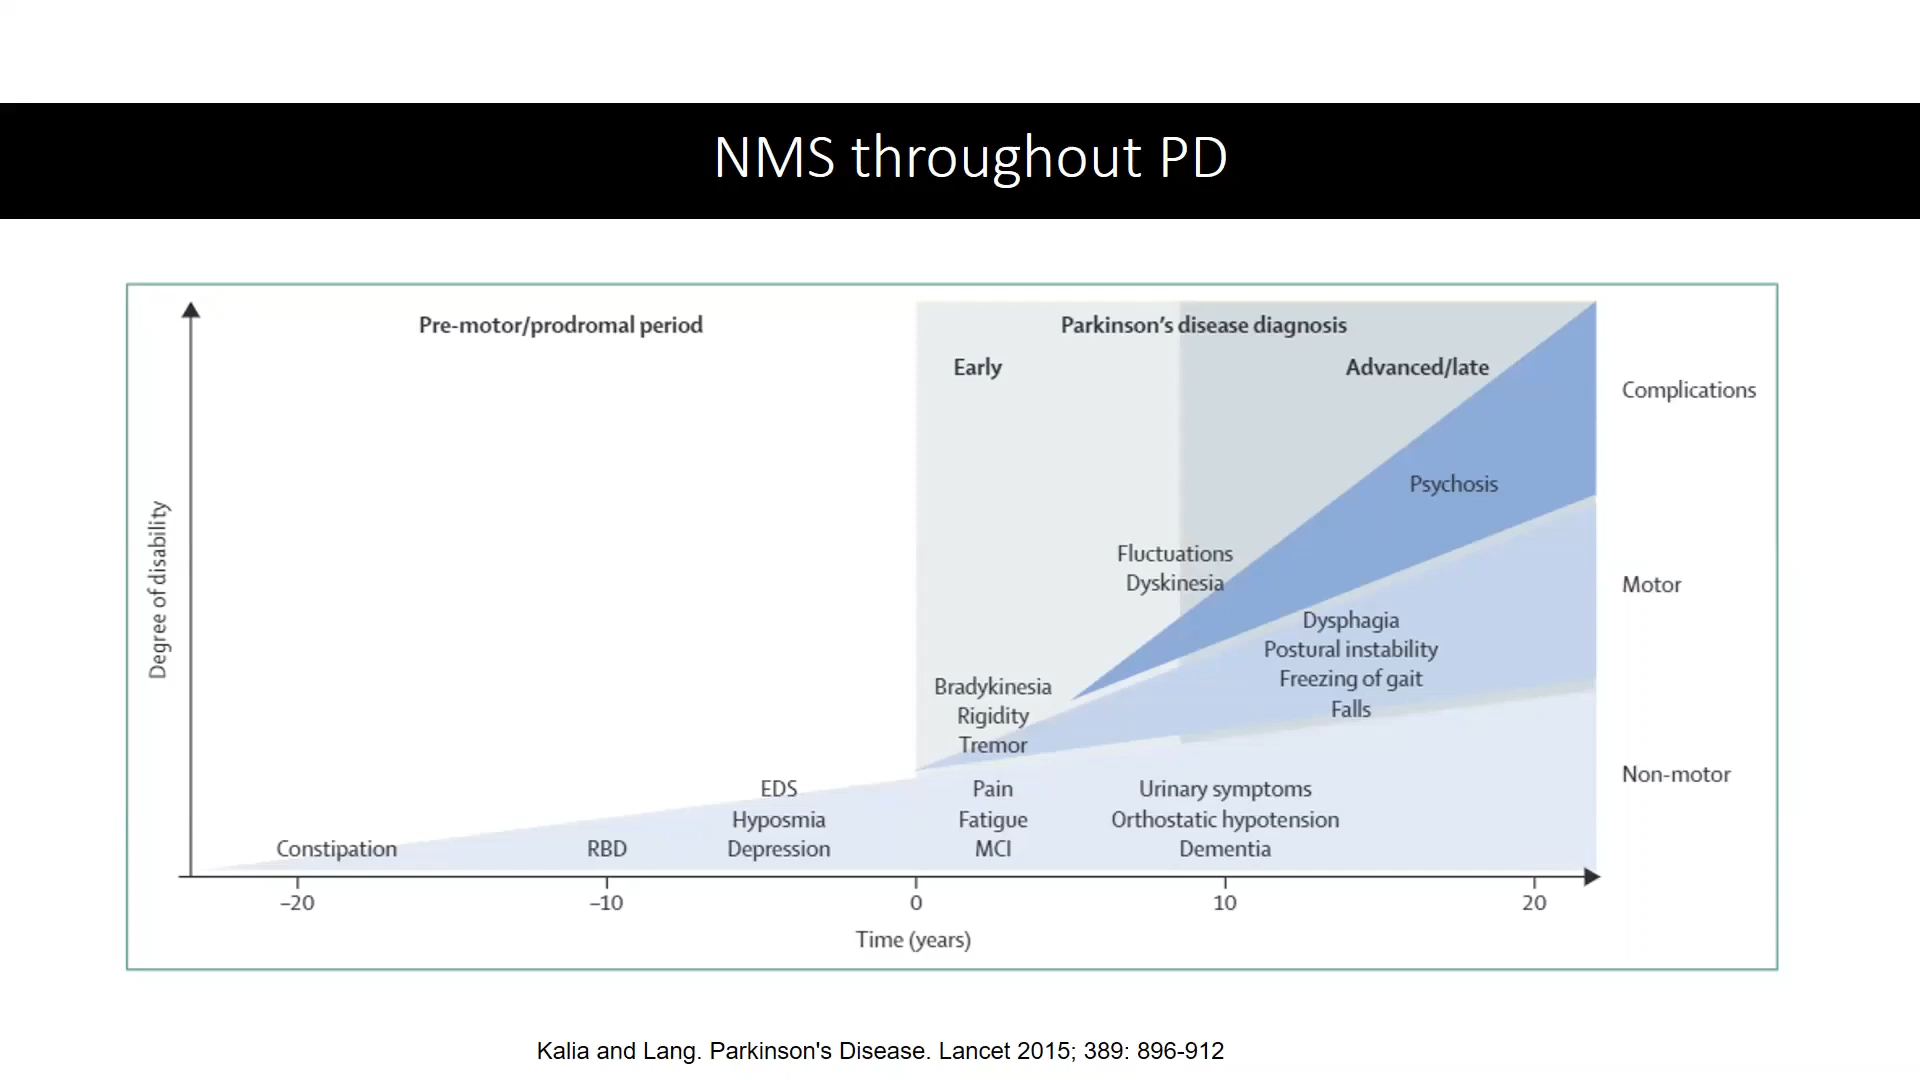 NMS throughout PD
Pre-motor/prodromal period
Parkinson's disease diagnosis
Early
Advanced/late
Complications
Psychosis
Degree of disability
Fluctuations
Dyskinesia
Motor
Dysphagia
Postural instability
Freezing of gait
Falls
Bradykinesia
Rigidity
Tremor
Non-motor
EDS
Hyposmia
Depression
Pain
Fatigue
MCI
Urinary symptoms
Orthostatic hypotension
Dementia
Constipation
RBD
–20
–10
0
10
20
Time (years)
Kalia and Lang. Parkinson's Disease. Lancet 2015; 389: 896-912